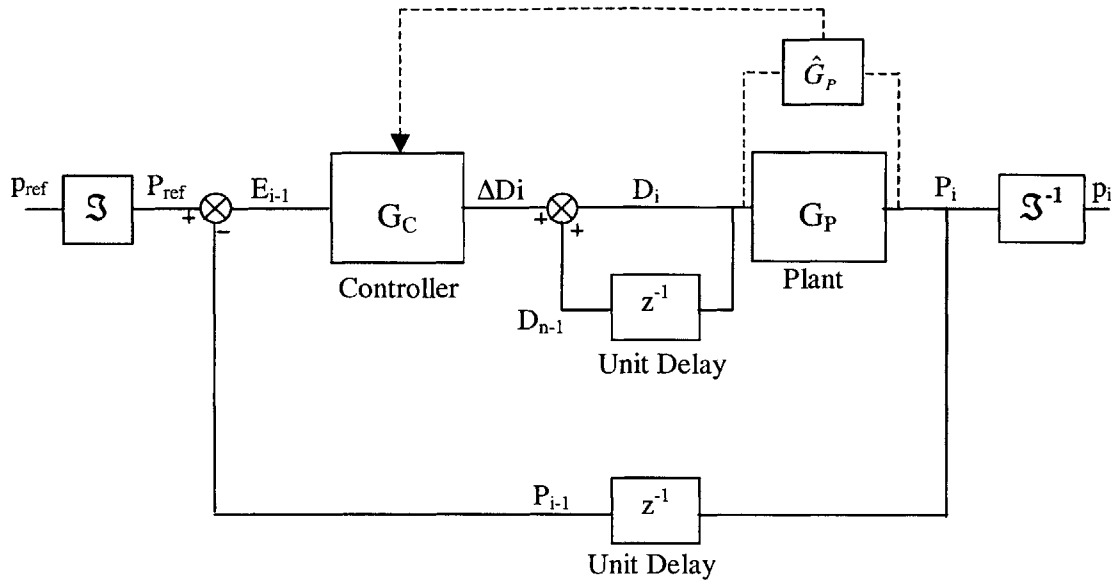 Ĝ_P
p_ref
ℑ
P_ref
+
−
E_i-1
G_C
Controller
ΔDi
+
+
D_i
G_P
Plant
P_i
ℑ⁻¹
p_i
D_n-1
z⁻¹
Unit Delay
P_i-1
z⁻¹
Unit Delay